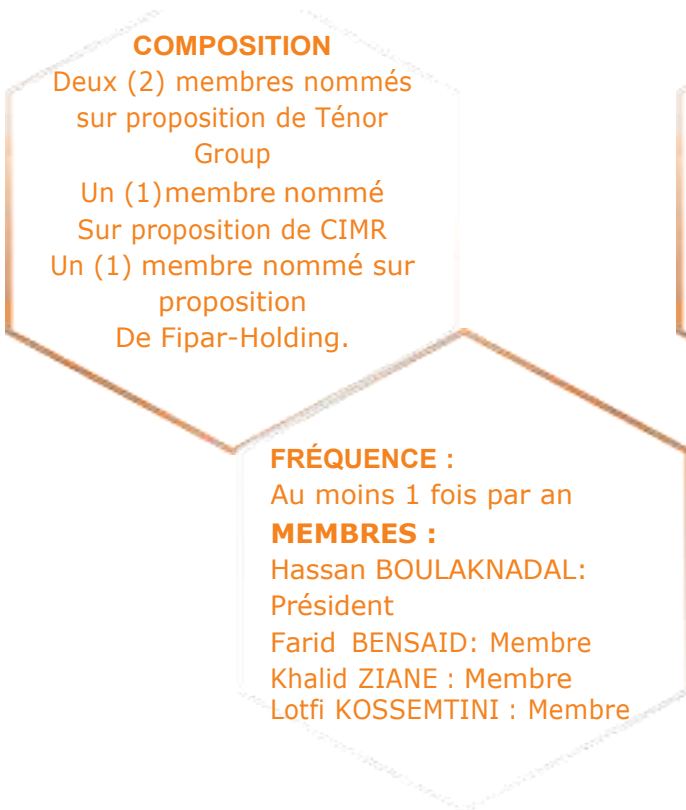 COMPOSITION
Deux (2) membres nommés
sur proposition de Ténor
Group
Un (1)membre nommé
Sur proposition de CIMR
Un (1) membre nommé sur
proposition
De Fipar-Holding.
FRÉQUENCE :
Au moins 1 fois par an
MEMBRES :
Hassan BOULAKNADAL:
Président
Farid BENSAID: Membre
Khalid ZIANE : Membre
Lotfi KOSSEMTINI : Membre